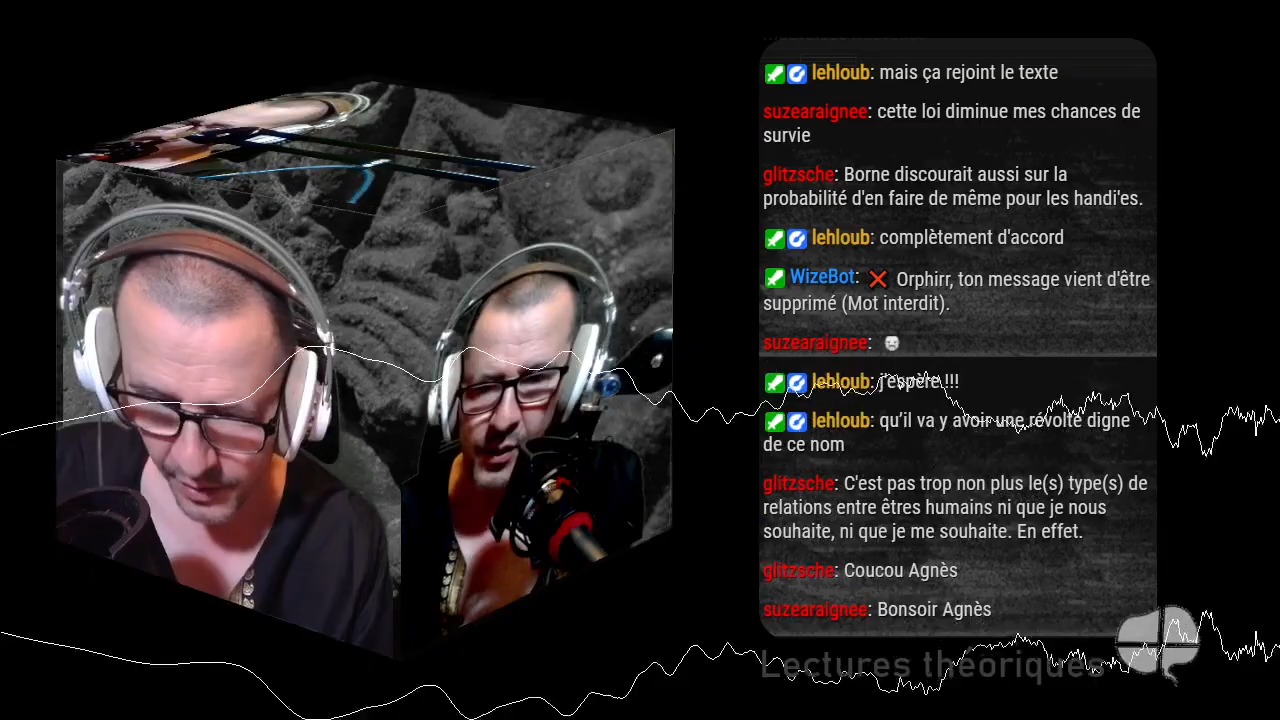 lehloub: mais ça rejoint le texte
suzearaignee: cette loi diminue mes chances de
survie
glitzsche: Borne discourait aussi sur la
probabilité d'en faire de même pour les handi'es.
lehloub: complètement d'accord
WizeBot: ❌ Orphirr, ton message vient d'être
supprimé (Mot interdit).
suzearaignee:
lehloub: j'espère !!!
lehloub: qu'il va y avoir une révolte digne
de ce nom
glitzsche: C'est pas trop non plus le(s) type(s) de
relations entre êtres humains ni que je nous
souhaite, ni que je me souhaite. En effet.
glitzsche: Coucou Agnès
suzearaignee: Bonsoir Agnès
Lectures théoriques